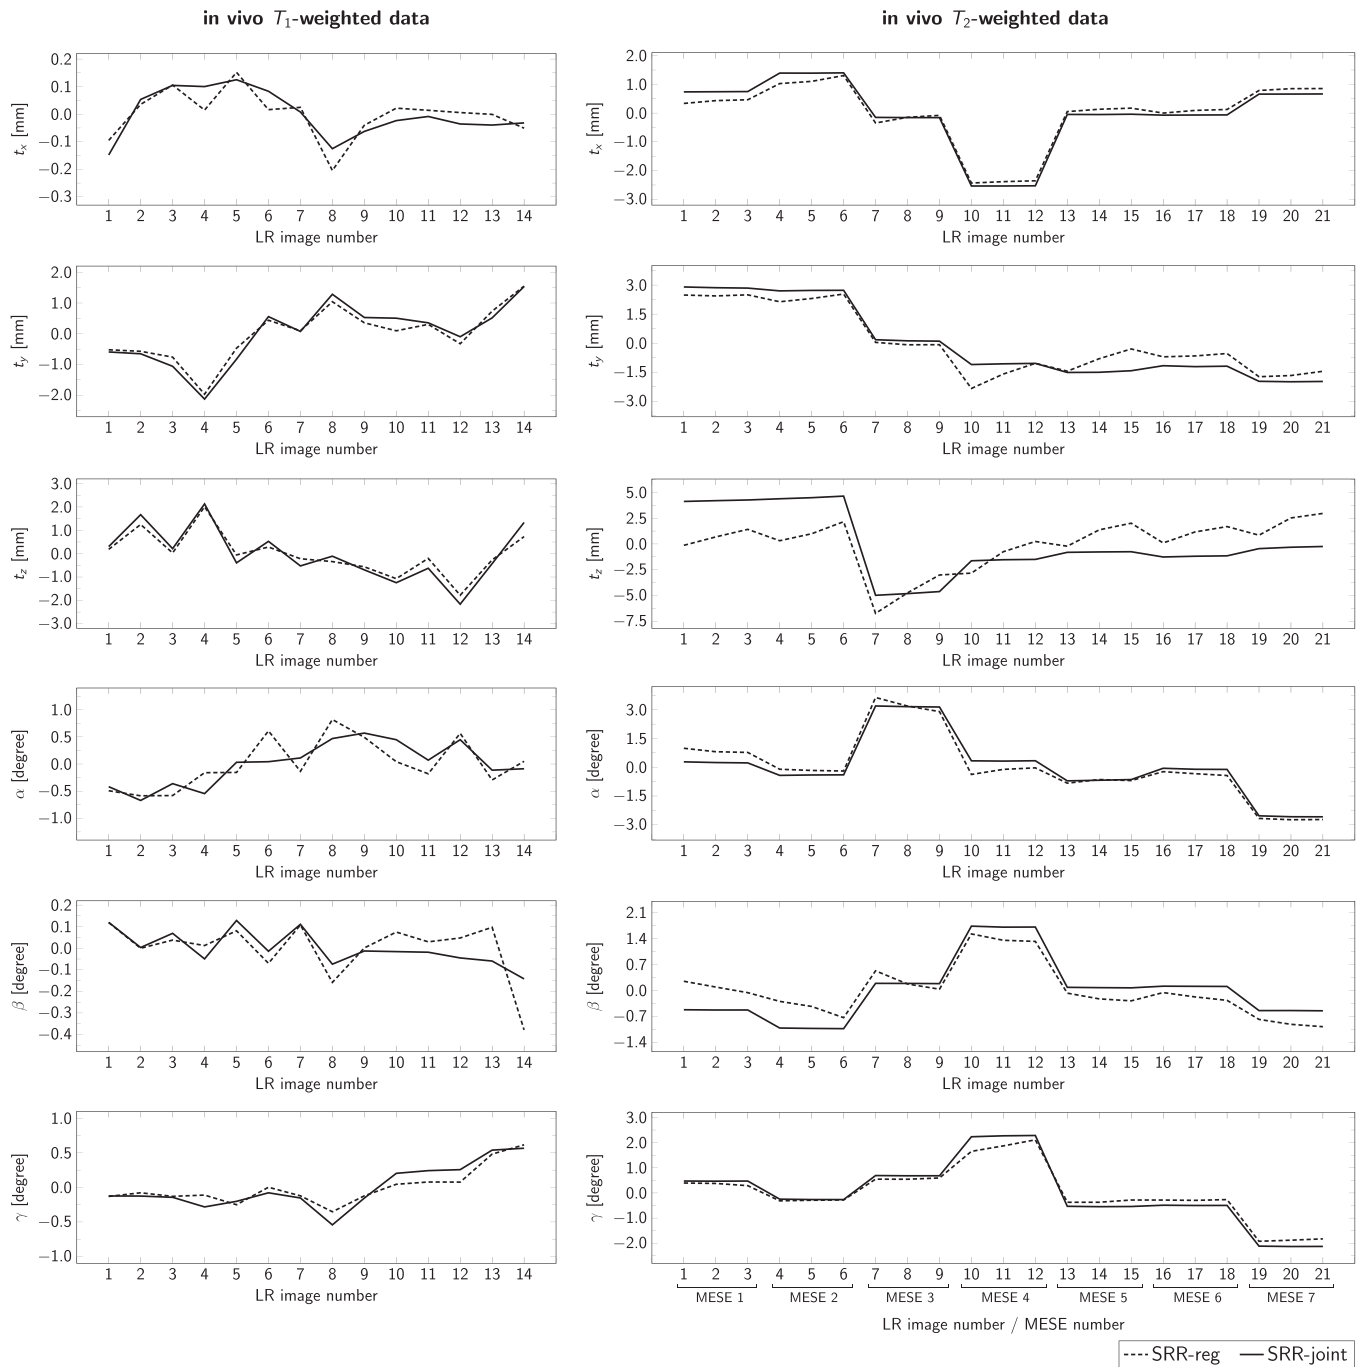 in vivo T₁-weighted data
in vivo T₂-weighted data
0.2
0.1
0.0
−0.1
−0.2
−0.3
tₓ [mm]
1 2 3 4 5 6 7 8 9 10 11 12 13 14
LR image number
2.0
1.0
0.0
−1.0
−2.0
−3.0
tₓ [mm]
1 2 3 4 5 6 7 8 9 10 11 12 13 14 15 16 17 18 19 20 21
LR image number
2.0
1.0
0.0
−1.0
−2.0
t_y [mm]
1 2 3 4 5 6 7 8 9 10 11 12 13 14
LR image number
3.0
1.5
0.0
−1.5
−3.0
t_y [mm]
1 2 3 4 5 6 7 8 9 10 11 12 13 14 15 16 17 18 19 20 21
LR image number
3.0
2.0
1.0
0.0
−1.0
−2.0
−3.0
t_z [mm]
1 2 3 4 5 6 7 8 9 10 11 12 13 14
LR image number
5.0
2.5
0.0
−2.5
−5.0
−7.5
t_z [mm]
1 2 3 4 5 6 7 8 9 10 11 12 13 14 15 16 17 18 19 20 21
LR image number
1.0
0.5
0.0
−0.5
−1.0
α [degree]
1 2 3 4 5 6 7 8 9 10 11 12 13 14
LR image number
3.0
1.5
0.0
−1.5
−3.0
α [degree]
1 2 3 4 5 6 7 8 9 10 11 12 13 14 15 16 17 18 19 20 21
LR image number
0.2
0.1
0.0
−0.1
−0.2
−0.3
−0.4
β [degree]
1 2 3 4 5 6 7 8 9 10 11 12 13 14
LR image number
2.1
1.4
0.7
0.0
−0.7
−1.4
β [degree]
1 2 3 4 5 6 7 8 9 10 11 12 13 14 15 16 17 18 19 20 21
LR image number
1.0
0.5
0.0
−0.5
−1.0
γ [degree]
1 2 3 4 5 6 7 8 9 10 11 12 13 14
LR image number
3.0
2.0
1.0
0.0
−1.0
−2.0
γ [degree]
1 2 3 4 5 6 7 8 9 10 11 12 13 14 15 16 17 18 19 20 21
MESE 1 MESE 2 MESE 3 MESE 4 MESE 5 MESE 6 MESE 7
LR image number / MESE number
SRR-reg SRR-joint